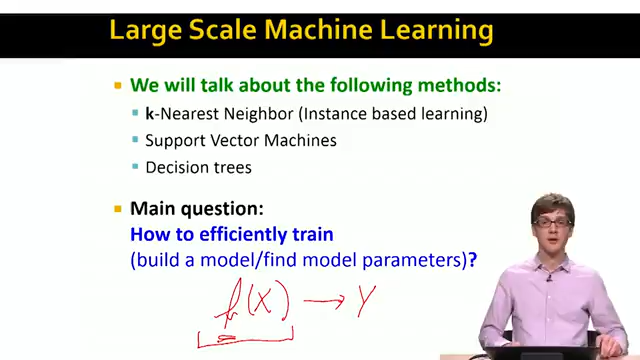 Large Scale Machine Learning
We will talk about the following methods:
k-Nearest Neighbor (Instance based learning)
Support Vector Machines
Decision trees
Main question:
How to efficiently train
(build a model/find model parameters)?
f(X) → Y